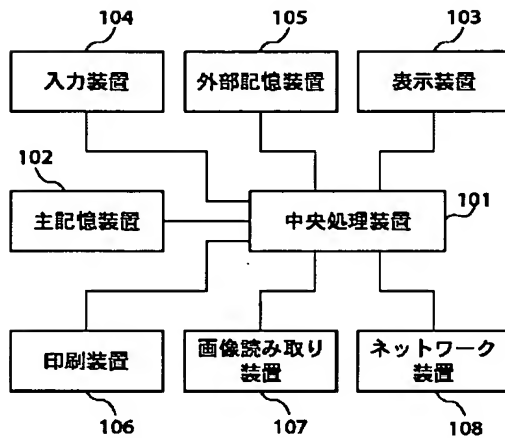 104
105
103
入力装置
外部記憶装置
表示装置
102
101
主記憶装置
中央処理装置
印刷装置
画像読み取り
装置
ネットワーク
装置
106
107
108